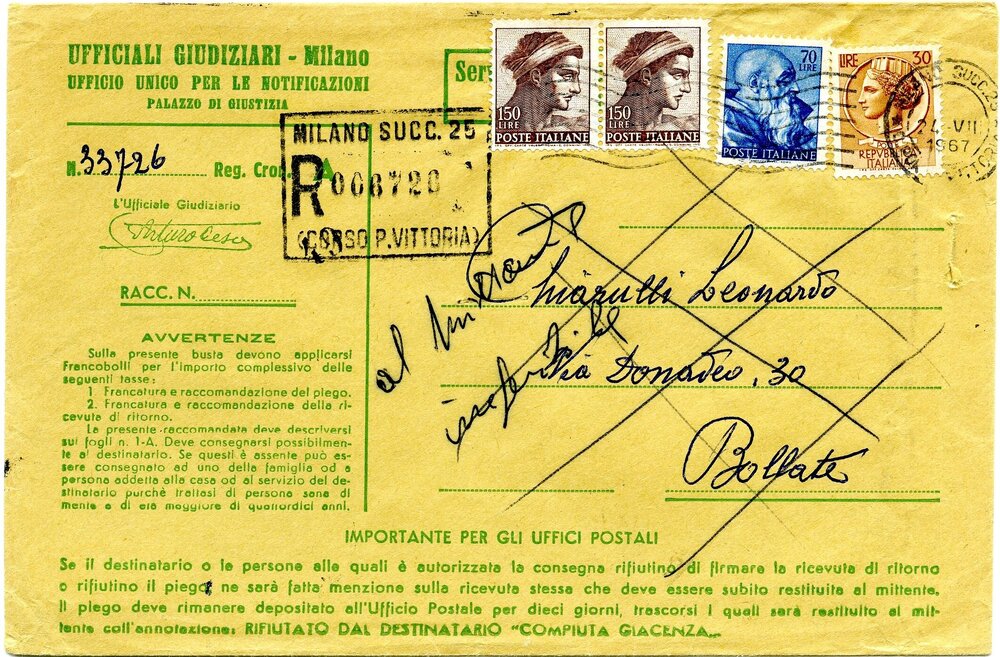 UFFICIALI GIUDIZIARI - Milano
UFFICIO UNICO PER LE NOTIFICAZIONI
PALAZZO DI GIUSTIZIA
Ser
N. 33726 Reg. Cron. A
L'Ufficiale Giudiziario
RACC. N.
MILANO SUCC. 25
R 006720
(CORSO P. VITTORIA)
150 LIRE
POSTE ITALIANE
150 LIRE
POSTE ITALIANE
70 LIRE
POSTE ITALIANE
LIRE 30
REPUBBLICA ITALIANA
SUCC. 25
24-VII
1967
al mittente
Chiarulli Leonardo
Via Donadeo, 30
Bollate
AVVERTENZE
Sulla presente busta devono applicarsi
Francobolli per l'importo complessivo delle
seguenti tasse:
1 Francatura e raccomandazione del piego.
2. Francatura e raccomandazione della ri-
cevuta di ritorno.
La presente raccomandata deve descriversi
sui fogli n. 1-A. Deve consegnarsi possibilmen-
te al destinatario. Se questi è assente può es-
sere consegnato ad uno della famiglia od a
persona addetta alla casa od al servizio del de-
stinatario purchè trattasi di persona sana di
mente o di età maggiore di quattordici anni.
IMPORTANTE PER GLI UFFICI POSTALI
Se il destinatario o le persone alle quali è autorizzata la consegna rifiutino di firmare la ricevuta di ritorno
o rifiutino il piego, ne sarà fatta menzione sulla ricevuta stessa che deve essere subito restituita al mittente.
Il piego deve rimanere depositato all'Ufficio Postale per dieci giorni, trascorsi i quali sarà restituito al mit-
tente coll'annotazione: RIFIUTATO DAL DESTINATARIO "COMPIUTA GIACENZA„